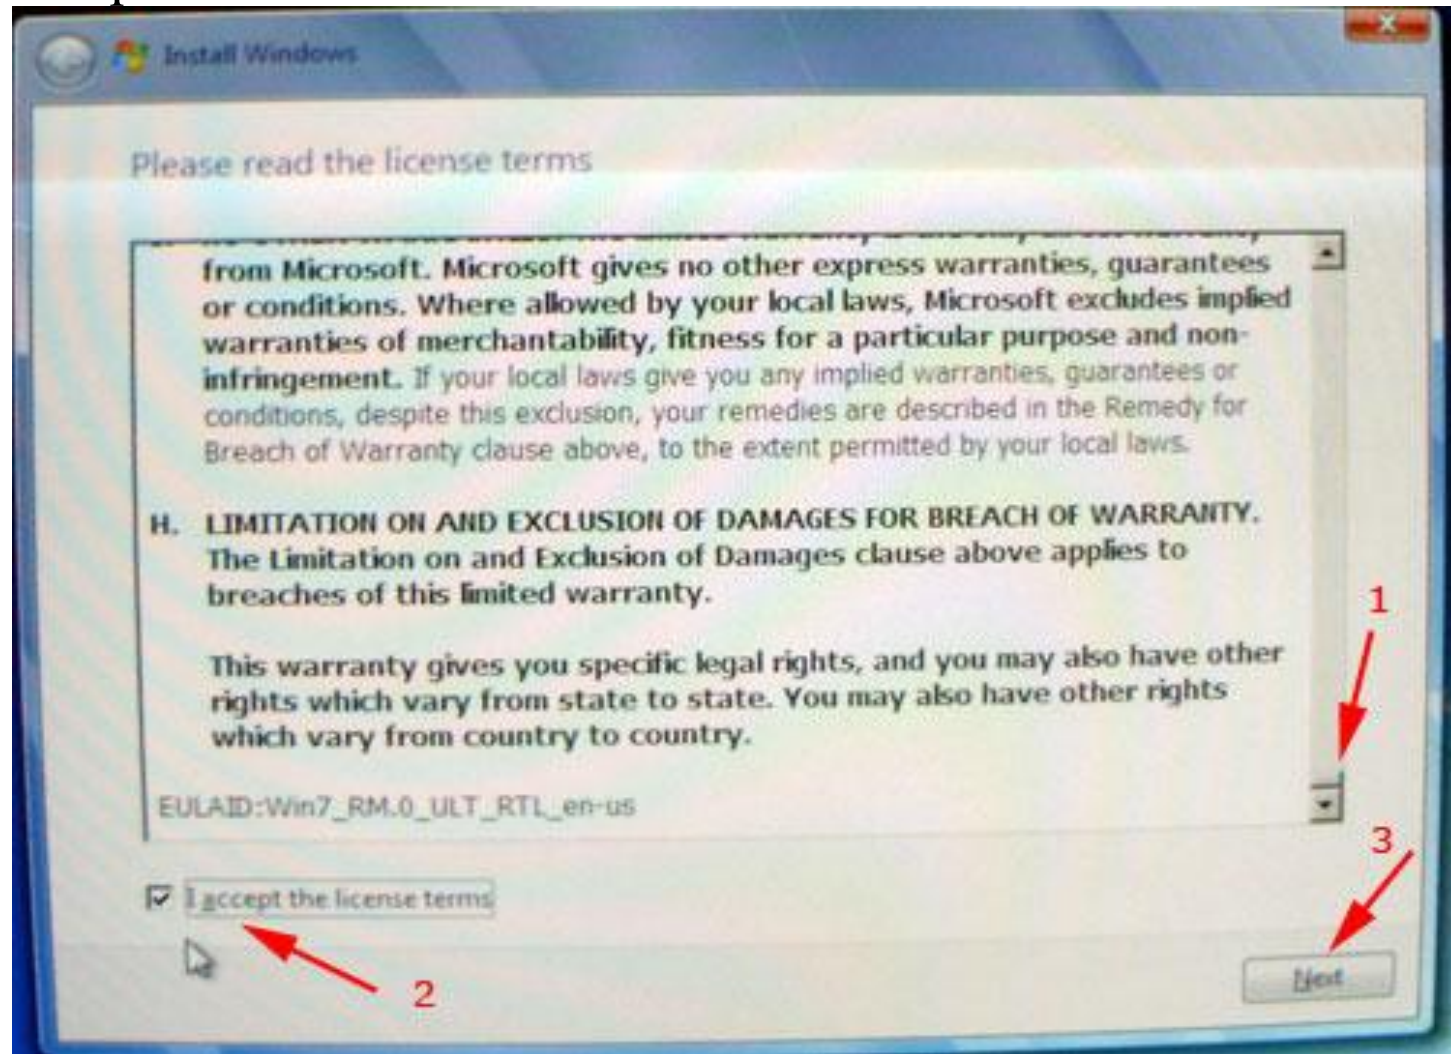 Install Windows
Please read the license terms
from Microsoft. Microsoft gives no other express warranties, guarantees
or conditions. Where allowed by your local laws, Microsoft excludes implied
warranties of merchantability, fitness for a particular purpose and non-
infringement. If your local laws give you any implied warranties, guarantees or
conditions, despite this exclusion, your remedies are described in the Remedy for
Breach of Warranty clause above, to the extent permitted by your local laws.
H. LIMITATION ON AND EXCLUSION OF DAMAGES FOR BREACH OF WARRANTY.
The Limitation on and Exclusion of Damages clause above applies to
breaches of this limited warranty.
1
This warranty gives you specific legal rights, and you may also have other
rights which vary from state to state. You may also have other rights
which vary from country to country.
EULAID:Win7_RM.0_ULT_RTL_en-us
3
I accept the license terms
2
Next